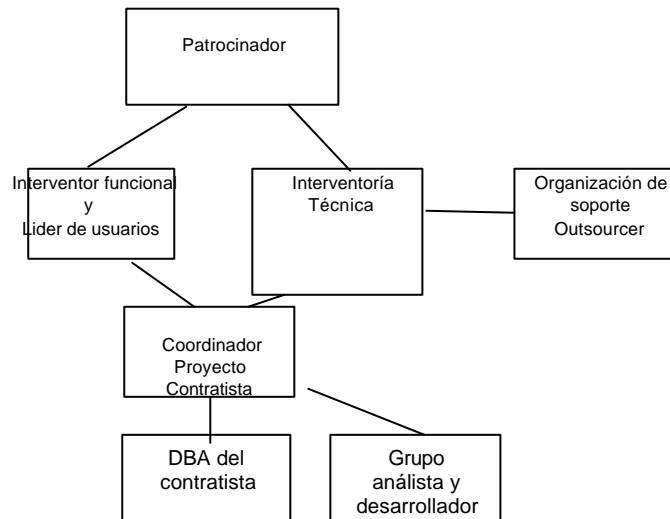 Patrocinador
Interventor funcional
y
Lider de usuarios
Interventoría
Técnica
Organización de
soporte
Outsourcer
Coordinador
Proyecto
Contratista
DBA del
contratista
Grupo
análista y
desarrollador